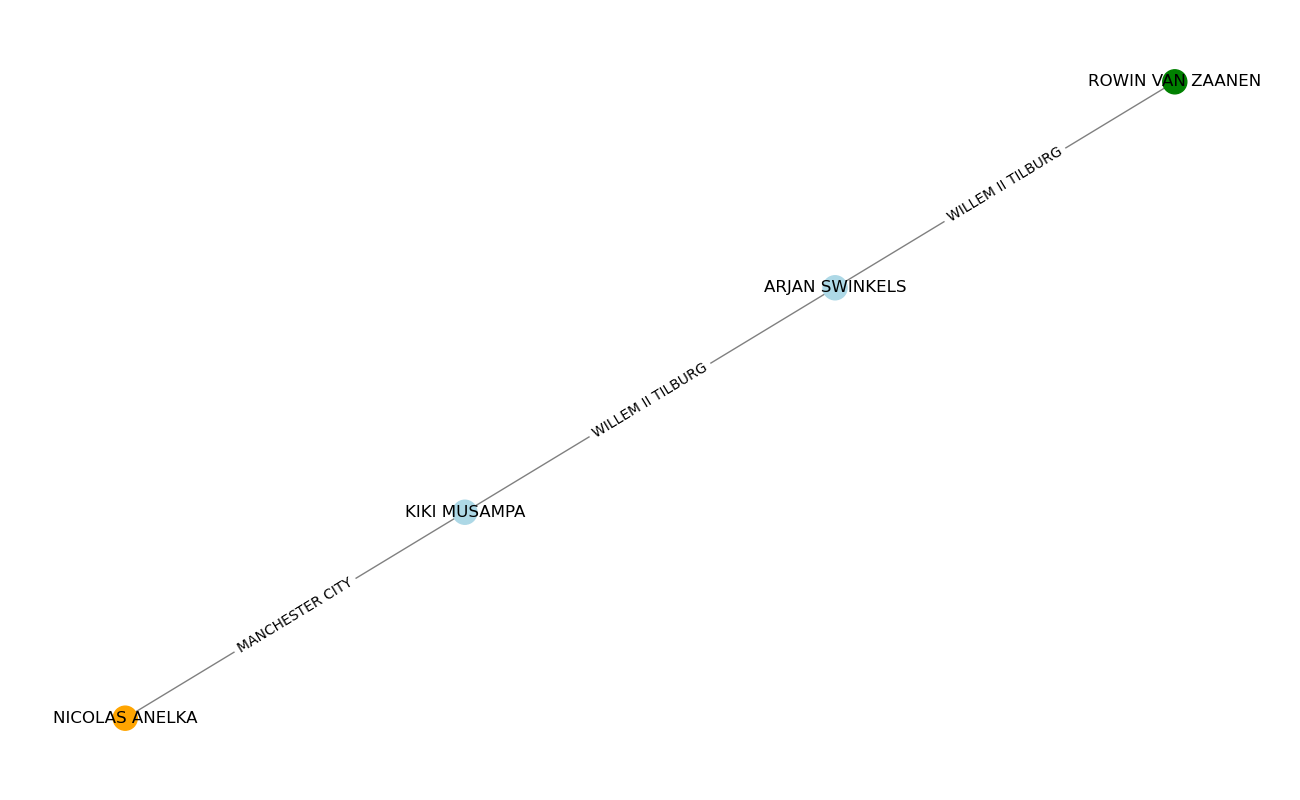 ROWIN VAN ZAANEN
WILLEM II TILBURG
ARJAN SWINKELS
WILLEM II TILBURG
KIKI MUSAMPA
MANCHESTER CITY
NICOLAS ANELKA